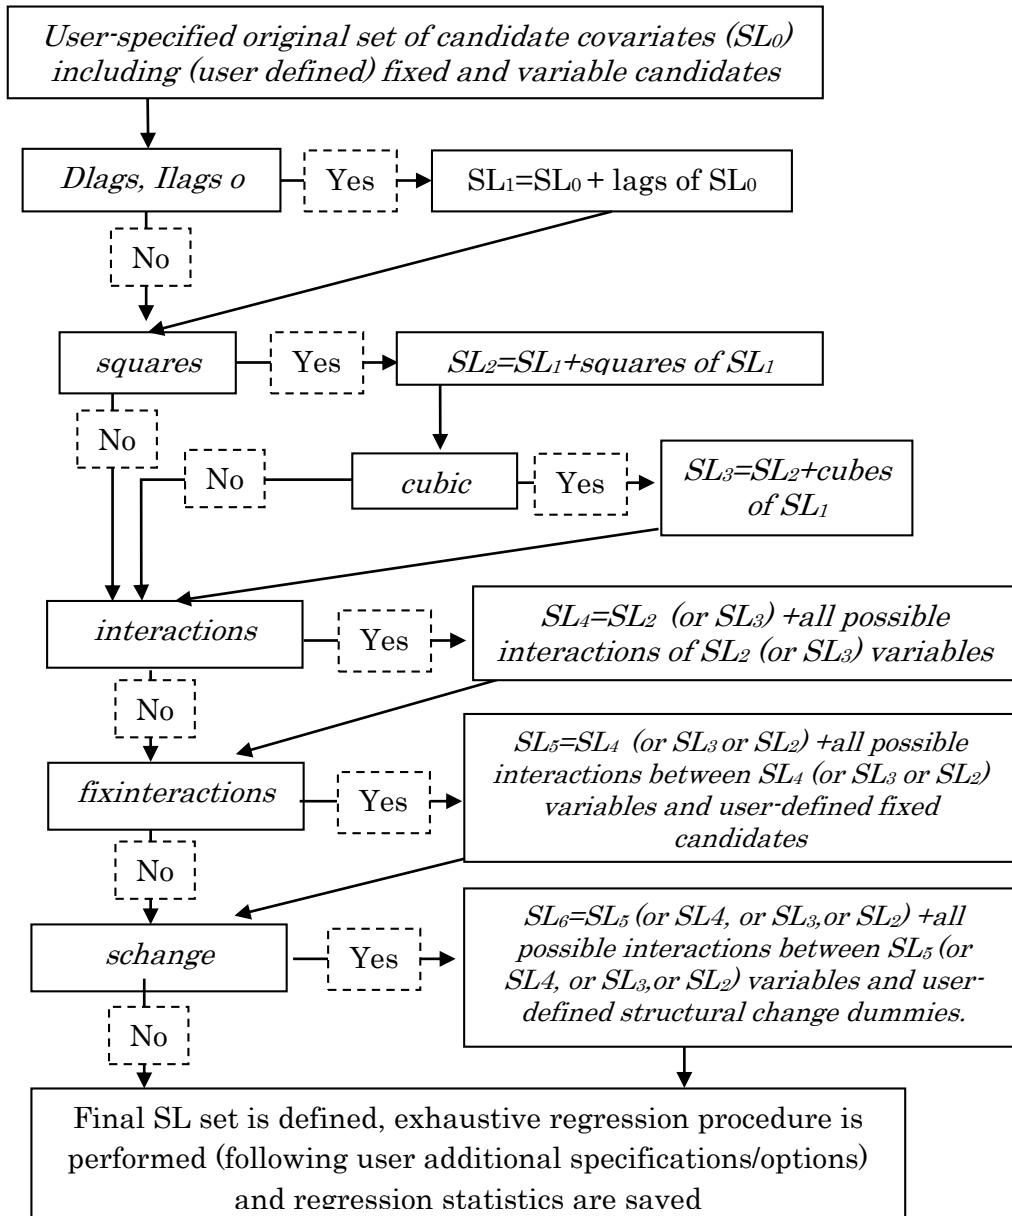 User-specified original set of candidate covariates (SL₀)
including (user defined) fixed and variable candidates
Dlags, Ilags o
Yes
SL₁=SL₀ + lags of SL₀
No
squares
Yes
SL₂=SL₁+squares of SL₁
No
No
cubic
Yes
SL₃=SL₂+cubes
of SL₁
interactions
Yes
SL₄=SL₂ (or SL₃) +all possible
interactions of SL₂ (or SL₃) variables
No
fixinteractions
Yes
SL₅=SL₄ (or SL₃ or SL₂) +all possible
interactions between SL₄ (or SL₃ or SL₂)
variables and user-defined fixed
candidates
No
schange
Yes
SL₆=SL₅ (or SL4, or SL₃,or SL₂) +all
possible interactions between SL₅ (or
SL4, or SL₃,or SL₂) variables and user-
defined structural change dummies.
No
Final SL set is defined, exhaustive regression procedure is
performed (following user additional specifications/options)
and regression statistics are saved